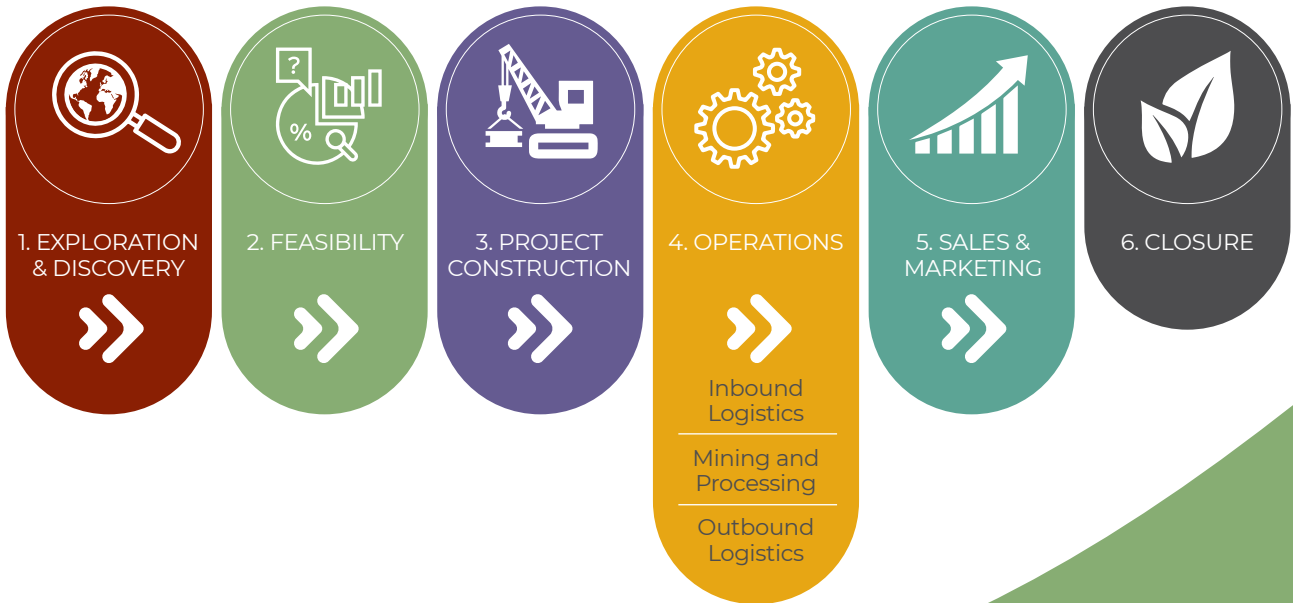 ?
%
1. EXPLORATION
& DISCOVERY
2. FEASIBILITY
3. PROJECT
CONSTRUCTION
4. OPERATIONS
Inbound
Logistics
Mining and
Processing
Outbound
Logistics
5. SALES &
MARKETING
6. CLOSURE